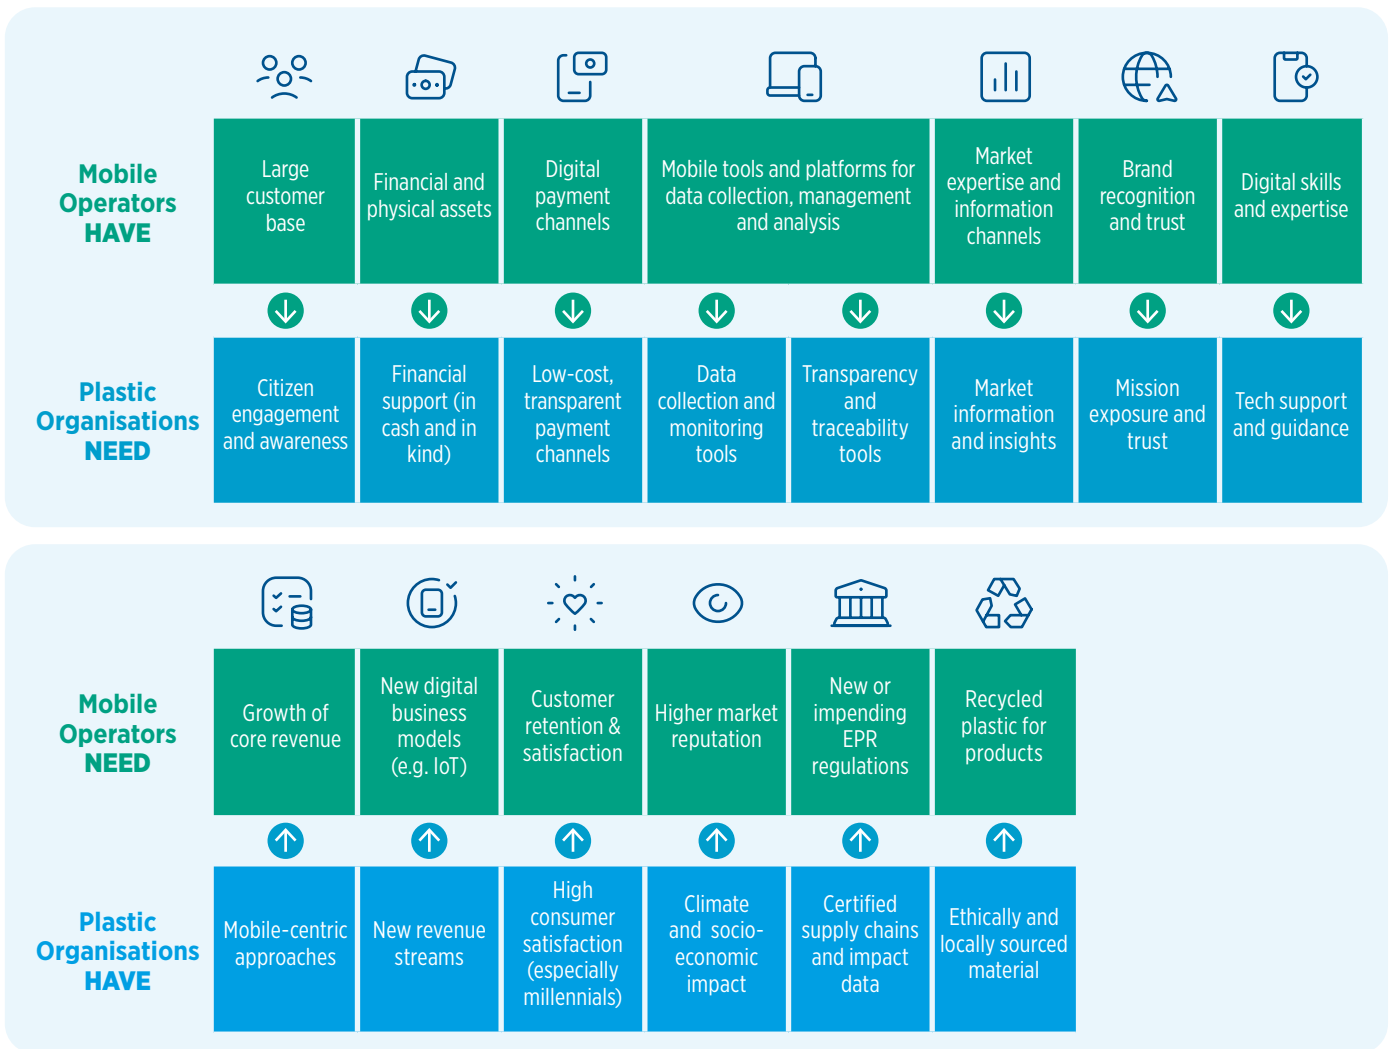 Mobile
Operators
HAVE
Large
customer
base
Financial and
physical assets
Digital
payment
channels
Mobile tools and platforms for
data collection, management
and analysis
Market
expertise and
information
channels
Brand
recognition
and trust
Digital skills
and expertise
Plastic
Organisations
NEED
Citizen
engagement
and awareness
Financial
support (in
cash and in
kind)
Low-cost,
transparent
payment
channels
Data
collection and
monitoring
tools
Transparency
and
traceability
tools
Market
information
and insights
Mission
exposure and
trust
Tech support
and guidance
Mobile
Operators
NEED
Growth of
core revenue
New digital
business
models
(e.g. IoT)
Customer
retention &
satisfaction
Higher market
reputation
New or
impending
EPR
regulations
Recycled
plastic for
products
Plastic
Organisations
HAVE
Mobile-centric
approaches
New revenue
streams
High
consumer
satisfaction
(especially
millennials)
Climate
and socio-
economic
impact
Certified
supply chains
and impact
data
Ethically and
locally sourced
material